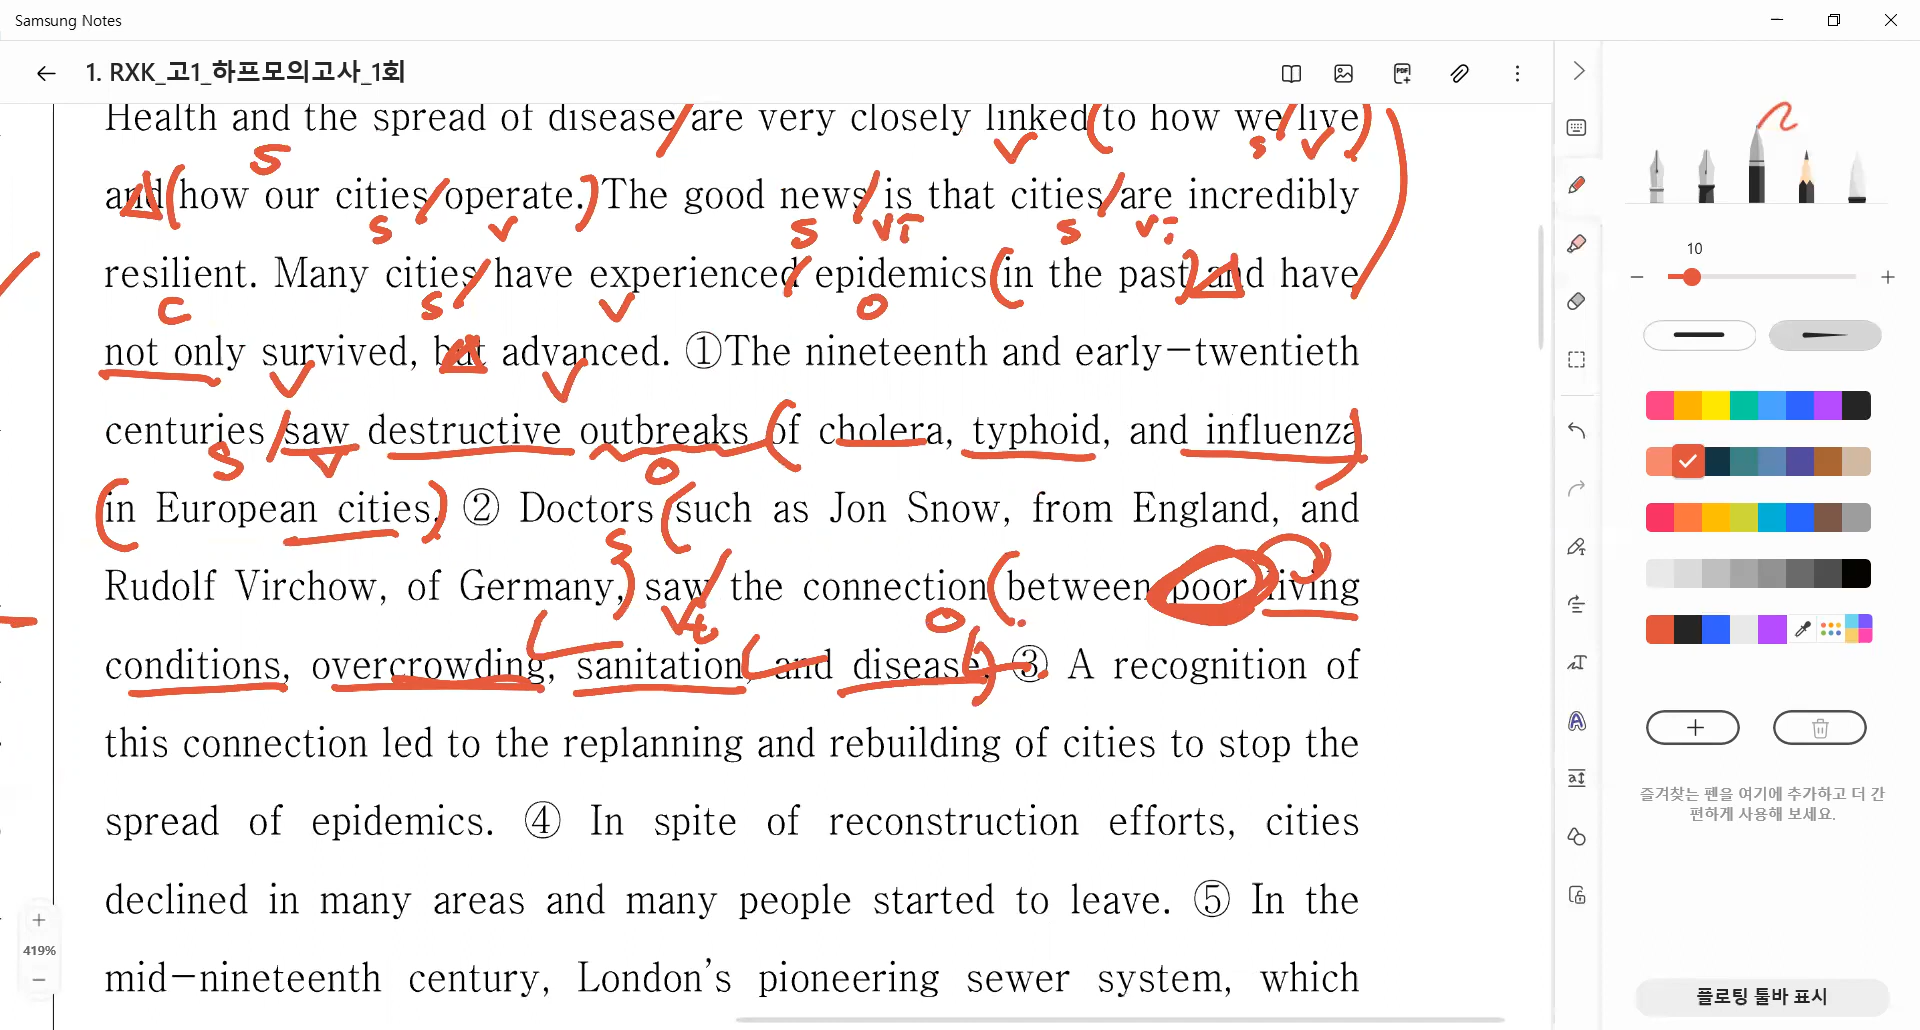 Samsung Notes
1. RXK_고1_하프모의고사_1회
Health and the spread of disease are very closely linked to how we live
and how our cities operate. The good news is that cities are incredibly
resilient. Many cities have experienced epidemics in the past and have
not only survived, but advanced. ①The nineteenth and early-twentieth
centuries saw destructive outbreaks of cholera, typhoid, and influenza
in European cities. ② Doctors such as Jon Snow, from England, and
Rudolf Virchow, of Germany, saw the connection between poor living
conditions, overcrowding, sanitation, and disease. ③ A recognition of
this connection led to the replanning and rebuilding of cities to stop the
spread of epidemics. ④ In spite of reconstruction efforts, cities
declined in many areas and many people started to leave. ⑤ In the
mid-nineteenth century, London's pioneering sewer system, which
S V S V
S V S Vi S Vi
C S V O
V V
S V O
S
Vt O
10
즐겨찾는 펜을 여기에 추가하고 더 간
편하게 사용해 보세요.
플로팅 툴바 표시
419%